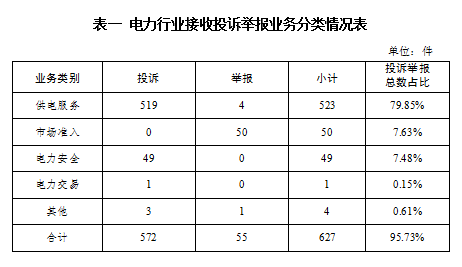 表一 电力行业接收投诉举报业务分类情况表
单位：件
业务类别 投诉 举报 小计 投诉举报总数占比
供电服务 519 4 523 79.85%
市场准入 0 50 50 7.63%
电力安全 49 0 49 7.48%
电力交易 1 0 1 0.15%
其他 3 1 4 0.61%
合计 572 55 627 95.73%